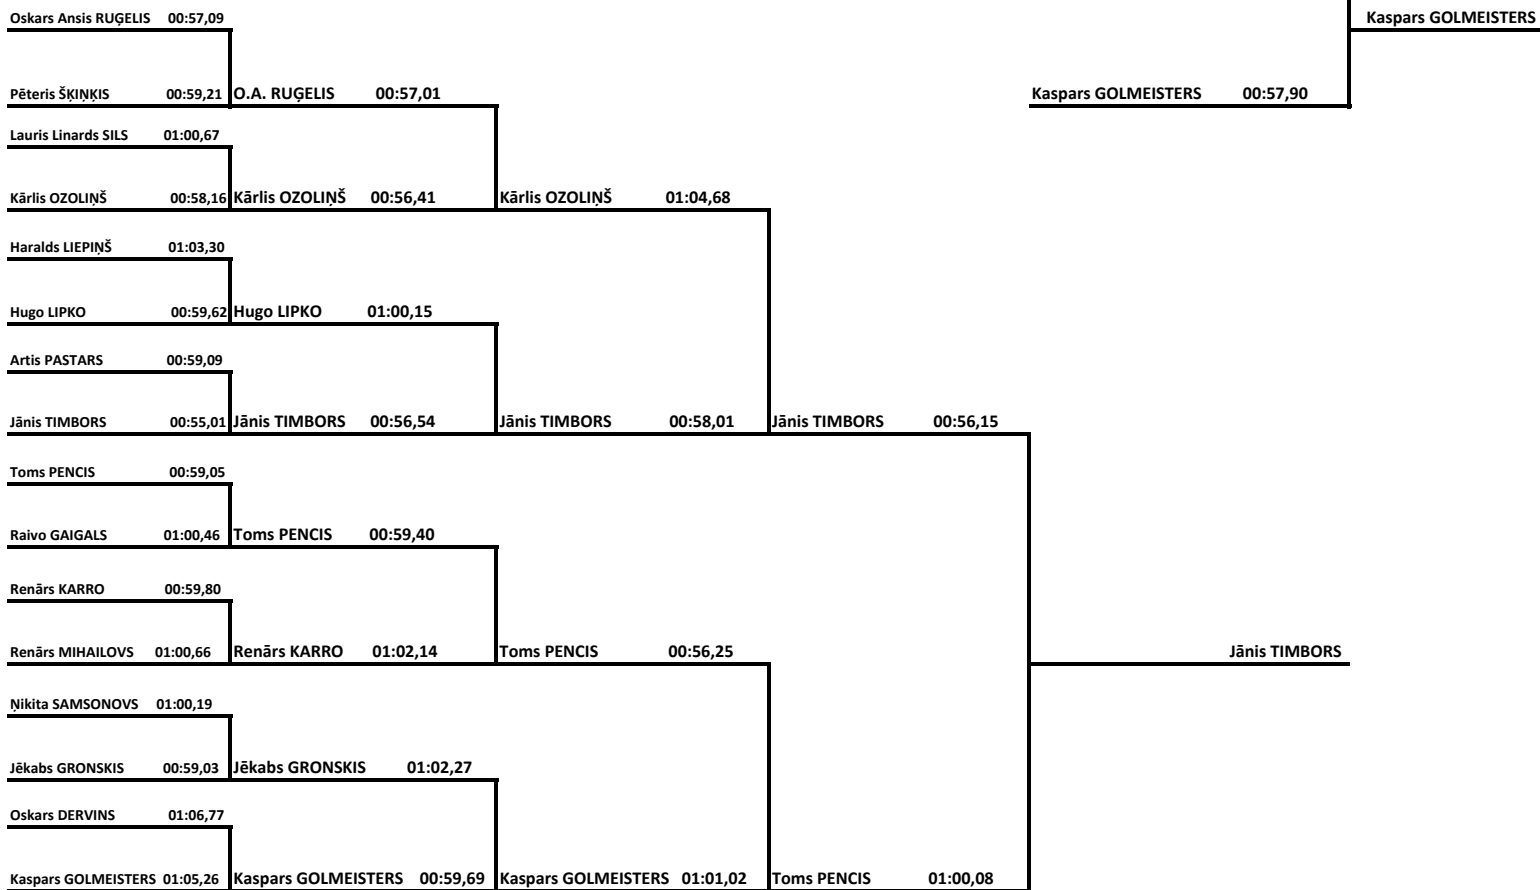 Oskars Ansis RUĢELIS 00:57,09
Kaspars GOLMEISTERS
Pēteris ŠĶIŅĶIS 00:59,21 O.A. RUĢELIS 00:57,01
Kaspars GOLMEISTERS 00:57,90
Lauris Linards SILS 01:00,67
Kārlis OZOLIŅŠ 00:58,16 Kārlis OZOLIŅŠ 00:56,41 Kārlis OZOLIŅŠ 01:04,68
Haralds LIEPIŅŠ 01:03,30
Hugo LIPKO 00:59,62 Hugo LIPKO 01:00,15
Artis PASTARS 00:59,09
Jānis TIMBORS 00:55,01 Jānis TIMBORS 00:56,54 Jānis TIMBORS 00:58,01 Jānis TIMBORS 00:56,15
Toms PENCIS 00:59,05
Raivo GAIGALS 01:00,46 Toms PENCIS 00:59,40
Renārs KARRO 00:59,80
Renārs MIHAILOVS 01:00,66 Renārs KARRO 01:02,14 Toms PENCIS 00:56,25 Jānis TIMBORS
Ņikita SAMSONOVS 01:00,19
Jēkabs GRONSKIS 00:59,03 Jēkabs GRONSKIS 01:02,27
Oskars DERVINS 01:06,77
Kaspars GOLMEISTERS 01:05,26 Kaspars GOLMEISTERS 00:59,69 Kaspars GOLMEISTERS 01:01,02 Toms PENCIS 01:00,08